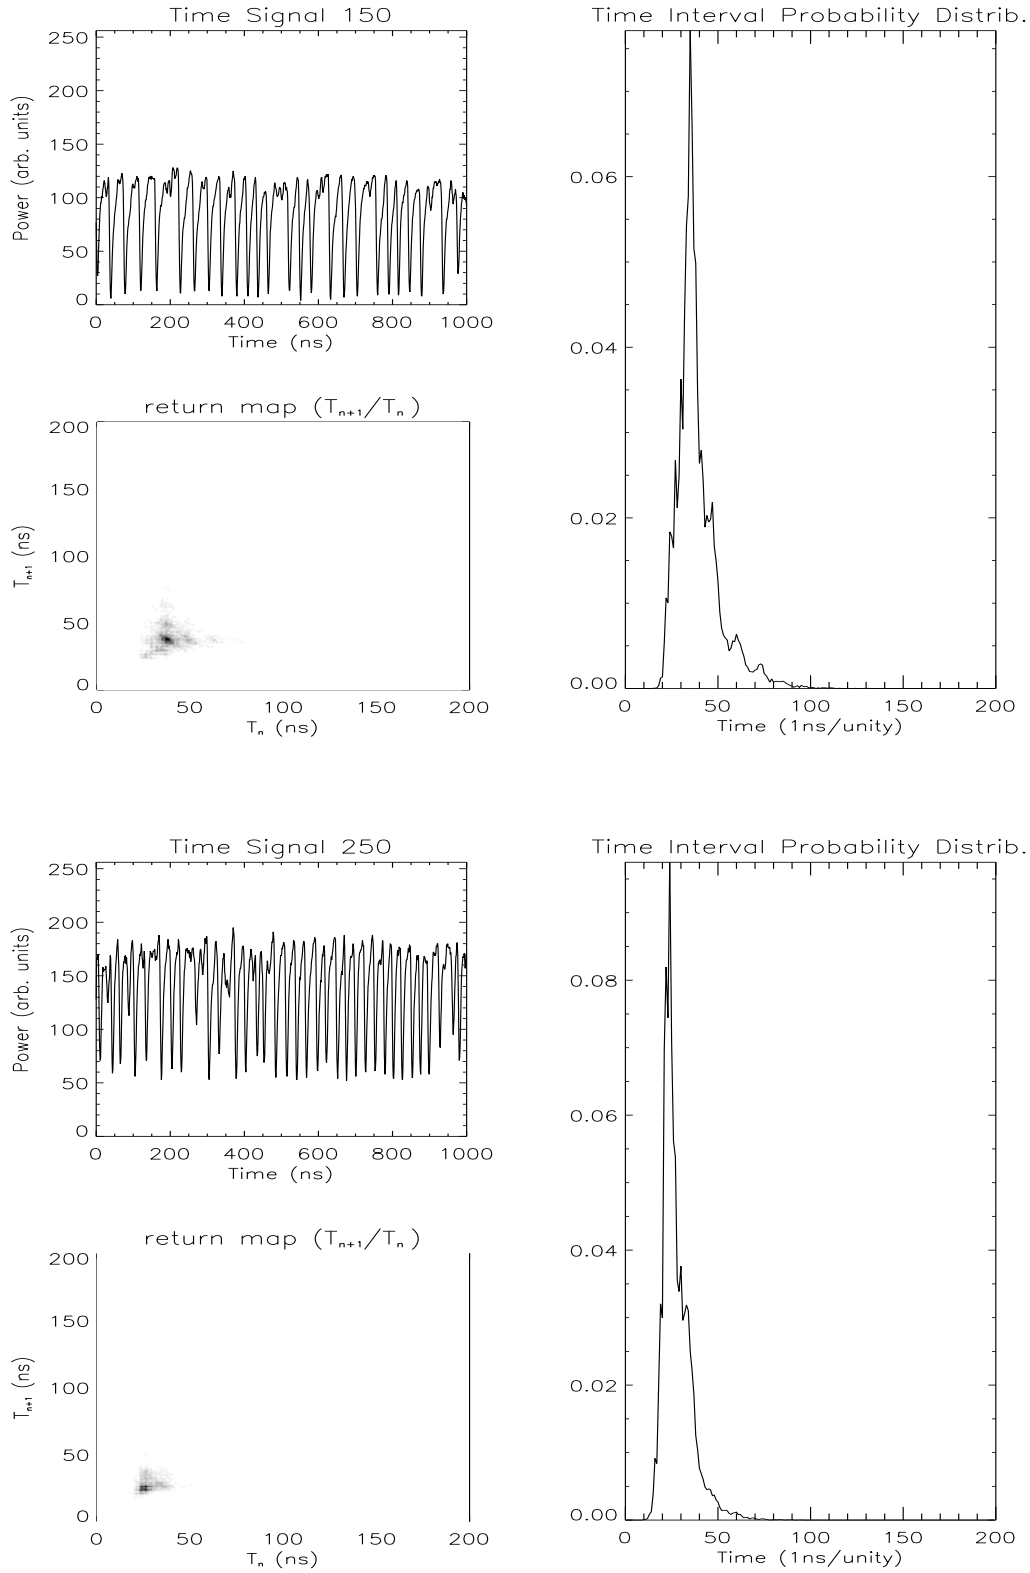 Time Signal 150
250
200
150
100
50
0
Power (arb. units)
0 200 400 600 800 1000
Time (ns)
return map (Tn+1/Tn)
200
150
100
50
0
Tn+1 (ns)
0 50 100 150 200
Tn (ns)
Time Interval Probability Distrib.
0.06
0.04
0.02
0.00
0 50 100 150 200
Time (1ns/unity)
Time Signal 250
250
200
150
100
50
0
Power (arb. units)
0 200 400 600 800 1000
Time (ns)
return map (Tn+1/Tn)
200
150
100
50
0
Tn+1 (ns)
0 50 100 150 200
Tn (ns)
Time Interval Probability Distrib.
0.08
0.06
0.04
0.02
0.00
0 50 100 150 200
Time (1ns/unity)